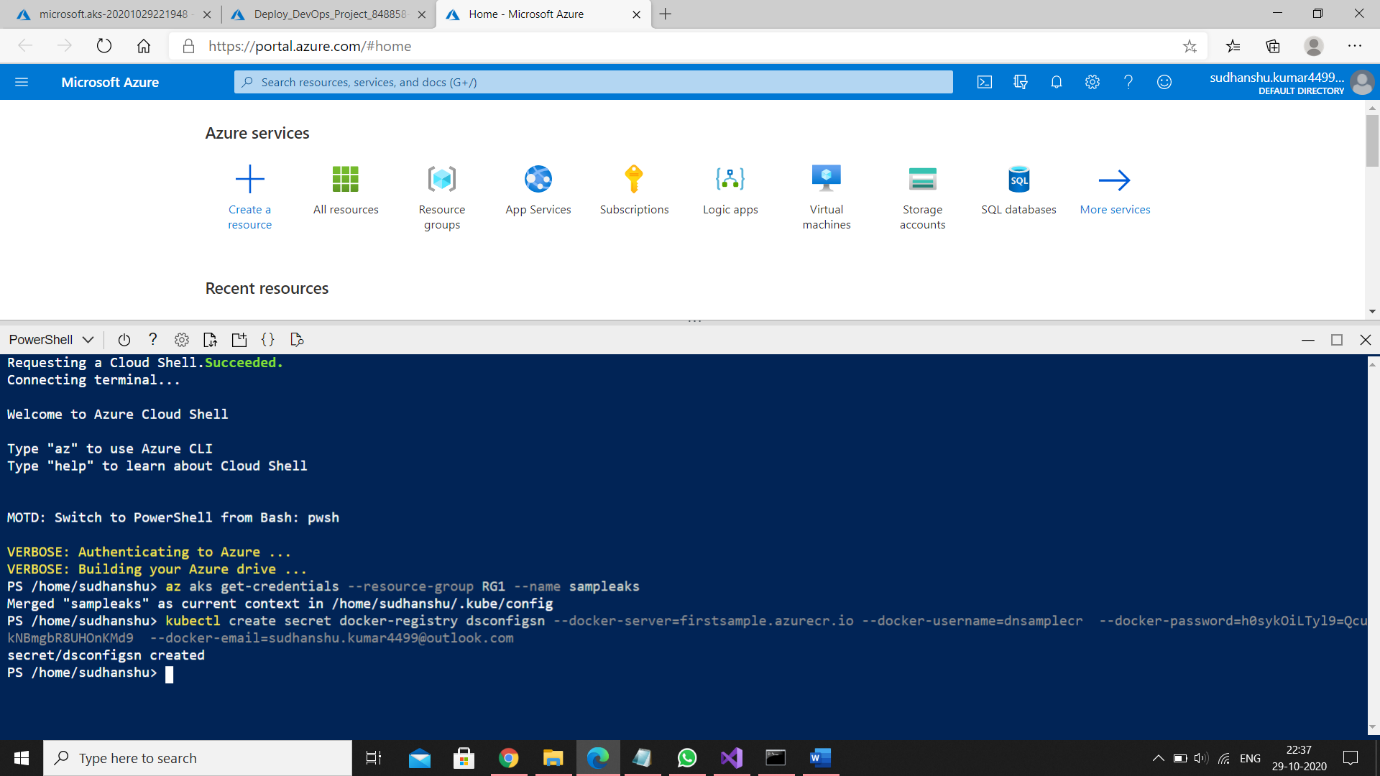 microsoft.aks-20201029221948 -
Deploy_DevOps_Project_848858
Home - Microsoft Azure
https://portal.azure.com/#home
Microsoft Azure
Search resources, services, and docs (G+/)
sudhanshu.kumar4499...
DEFAULT DIRECTORY
Azure services
Create a resource
All resources
Resource groups
App Services
Subscriptions
Logic apps
Virtual machines
Storage accounts
SQL
SQL databases
More services
Recent resources
PowerShell
Requesting a Cloud Shell.Succeeded.
Connecting terminal...
Welcome to Azure Cloud Shell
Type "az" to use Azure CLI
Type "help" to learn about Cloud Shell
MOTD: Switch to PowerShell from Bash: pwsh
VERBOSE: Authenticating to Azure ...
VERBOSE: Building your Azure drive ...
PS /home/sudhanshu> az aks get-credentials --resource-group RG1 --name sampleaks
Merged "sampleaks" as current context in /home/sudhanshu/.kube/config
PS /home/sudhanshu> kubectl create secret docker-registry dsconfigsn --docker-server=firstsample.azurecr.io --docker-username=dnsamplecr --docker-password=h0sykOiLTyl9=Qcu
kNBmgbR8UHOnKMd9 --docker-email=sudhanshu.kumar4499@outlook.com
secret/dsconfigsn created
PS /home/sudhanshu>
Type here to search
ENG
22:37
29-10-2020